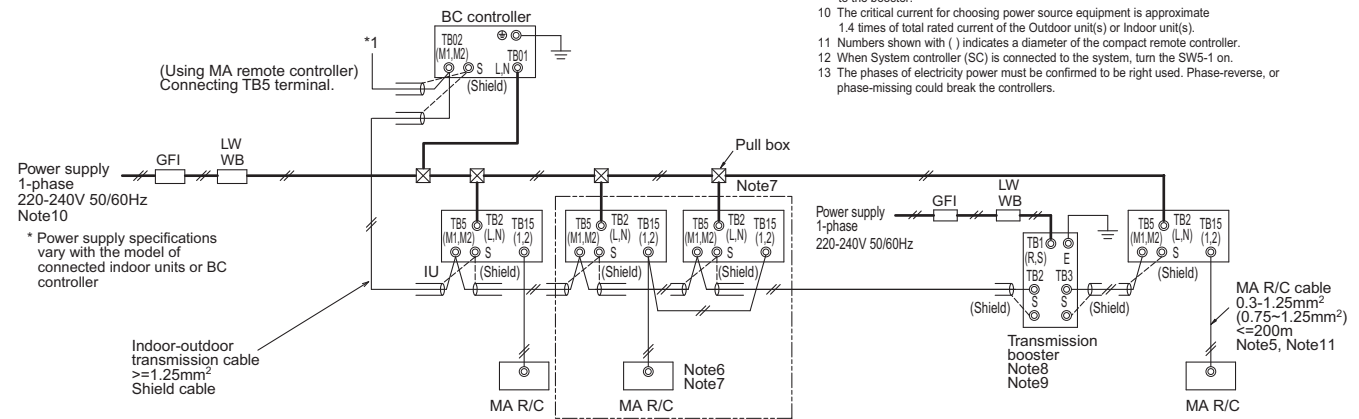 to the booster.
10 The critical current for choosing power source equipment is approximate
1.4 times of total rated current of the Outdoor unit(s) or Indoor unit(s).
11 Numbers shown with ( ) indicates a diameter of the compact remote controller.
12 When System controller (SC) is connected to the system, turn the SW5-1 on.
13 The phases of electricity power must be confirmed to be right used. Phase-reverse, or
phase-missing could break the controllers.
BC controller
*1
TB02
(M1,M2)
S
TB01
L,N
(Shield)
(Using MA remote controller)
Connecting TB5 terminal.
Pull box
Power supply
1-phase
220-240V 50/60Hz
Note10
GFI
LW
WB
* Power supply specifications
vary with the model of
connected indoor units or BC
controller
Note7
TB5
(M1,M2)
S
TB2
(L,N)
TB15
(1,2)
(Shield)
IU
TB5
(M1,M2)
S
TB2
(L,N)
TB15
(1,2)
(Shield)
TB5
(M1,M2)
S
TB2
(L,N)
TB15
(1,2)
(Shield)
Power supply
1-phase
220-240V 50/60Hz
GFI
LW
WB
TB1
(R,S)
E
TB2
TB3
S
S
(Shield)
(Shield)
TB5
(M1,M2)
S
TB2
(L,N)
TB15
(1,2)
(Shield)
Indoor-outdoor
transmission cable
>=1.25mm²
Shield cable
MA R/C
Note6
Note7
MA R/C
Transmission
booster
Note8
Note9
MA R/C cable
0.3-1.25mm²
(0.75~1.25mm²)
<=200m
Note5, Note11
MA R/C